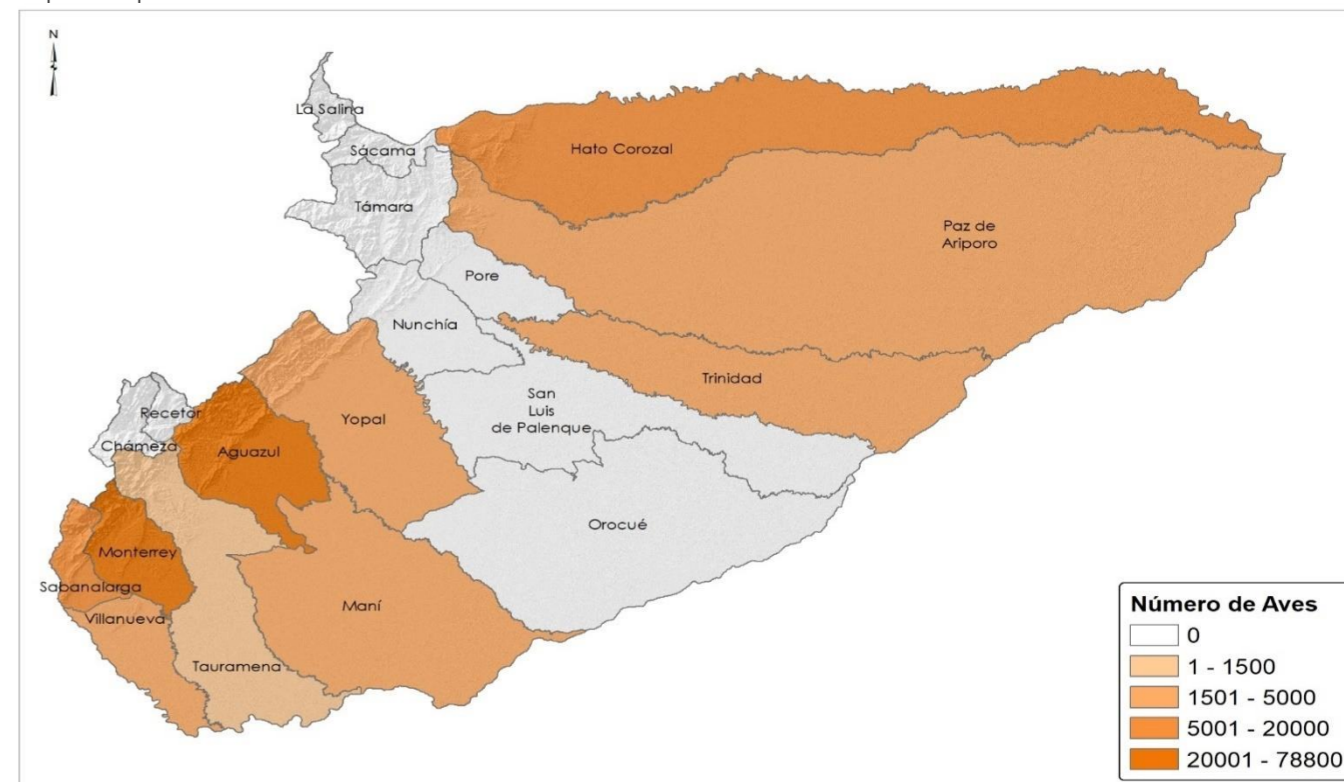 N
La Salina
Sácama
Hato Corozal
Támara
Paz de
Ariporo
Pore
Nunchía
Trinidad
San
Luis
de Palenque
Recetor
Yopal
Chámeza
Aguazul
Orocué
Monterrey
Sabanalarga
Maní
Villanueva
Tauramena
Número de Aves
0
1 - 1500
1501 - 5000
5001 - 20000
20001 - 78800